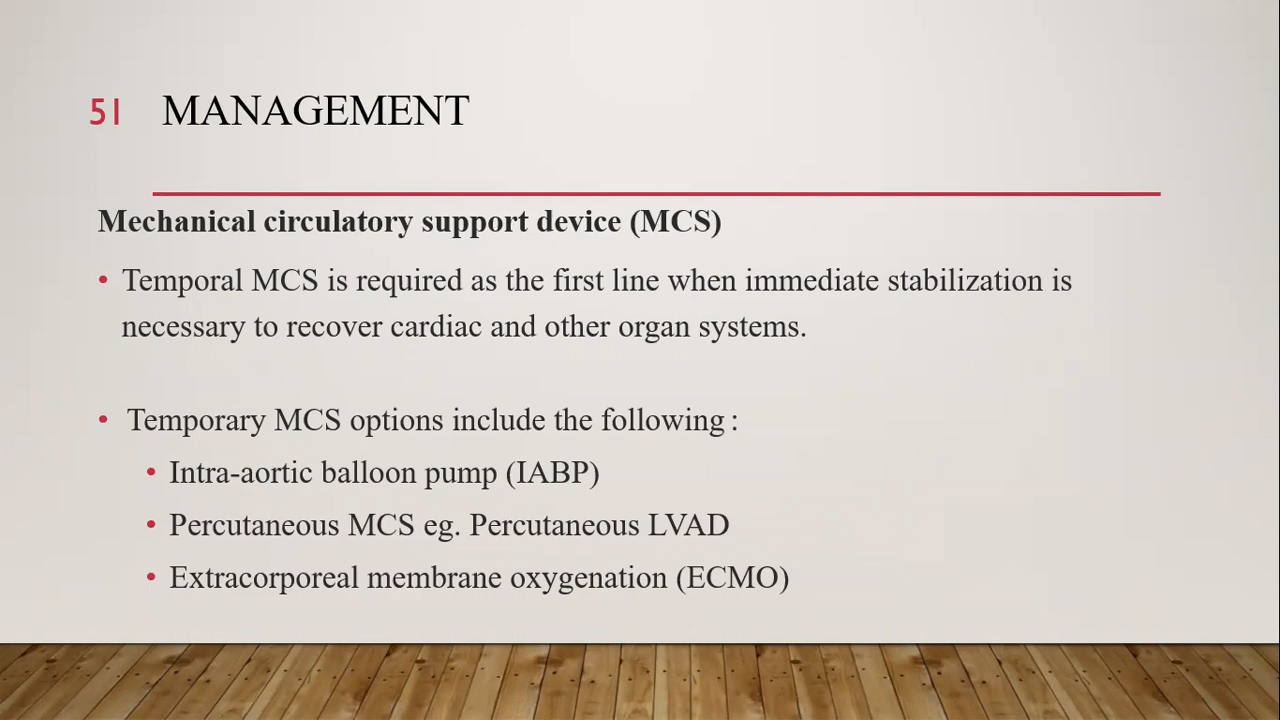 51 MANAGEMENT
Mechanical circulatory support device (MCS)
• Temporal MCS is required as the first line when immediate stabilization is
necessary to recover cardiac and other organ systems.
• Temporary MCS options include the following :
• Intra-aortic balloon pump (IABP)
• Percutaneous MCS eg. Percutaneous LVAD
• Extracorporeal membrane oxygenation (ECMO)